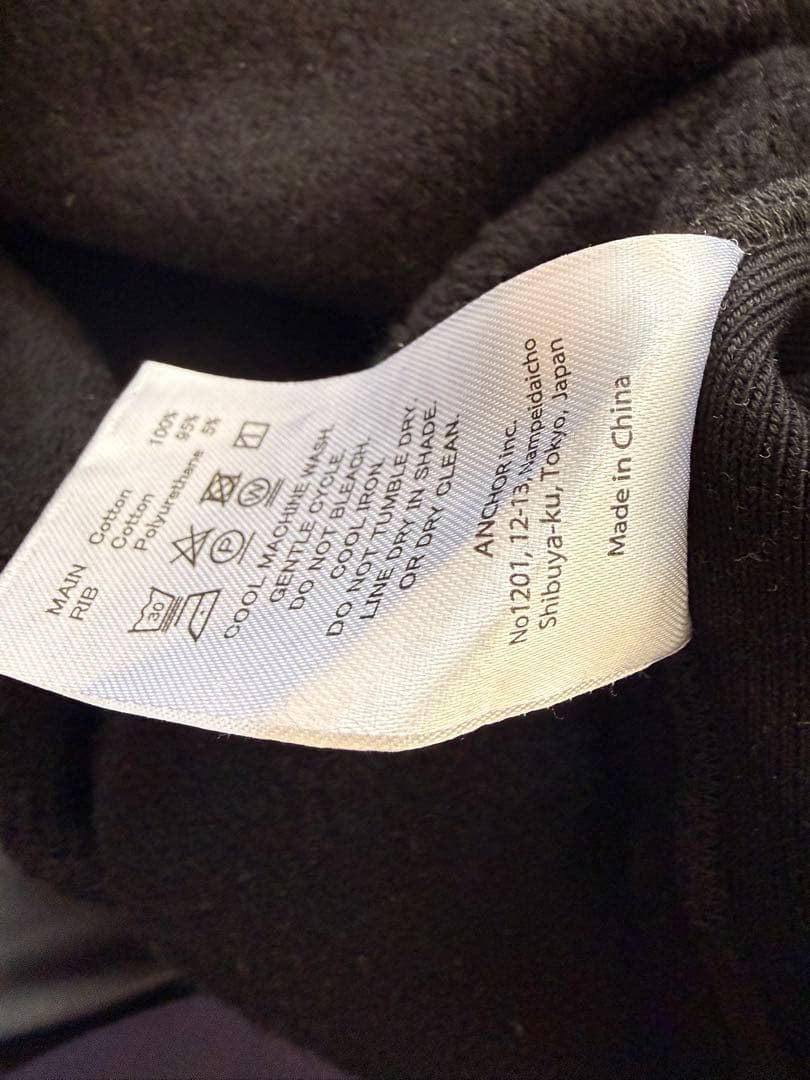 MAIN Cotton 100%
RIB Cotton 95%
Polyurethane 5%
30
P W
COOL MACHINE WASH.
GENTLE CYCLE.
DO NOT BLEACH.
COOL IRON.
DO NOT TUMBLE DRY.
LINE DRY IN SHADE.
OR DRY CLEAN.
ANCHOR inc.
No1201, 12-13, Nampeidaicho
Shibuya-ku, Tokyo, Japan
Made in China